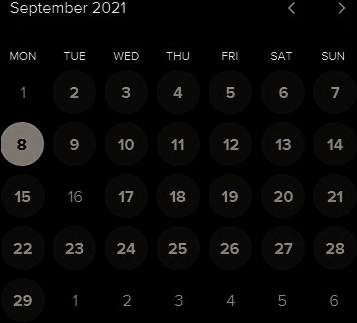 September 2021
MON TUE WED THU FRI SAT SUN
1 2 3 4 5 6 7
8 9 10 11 12 13 14
15 16 17 18 19 20 21
22 23 24 25 26 27 28
29 1 2 3 4 5 6